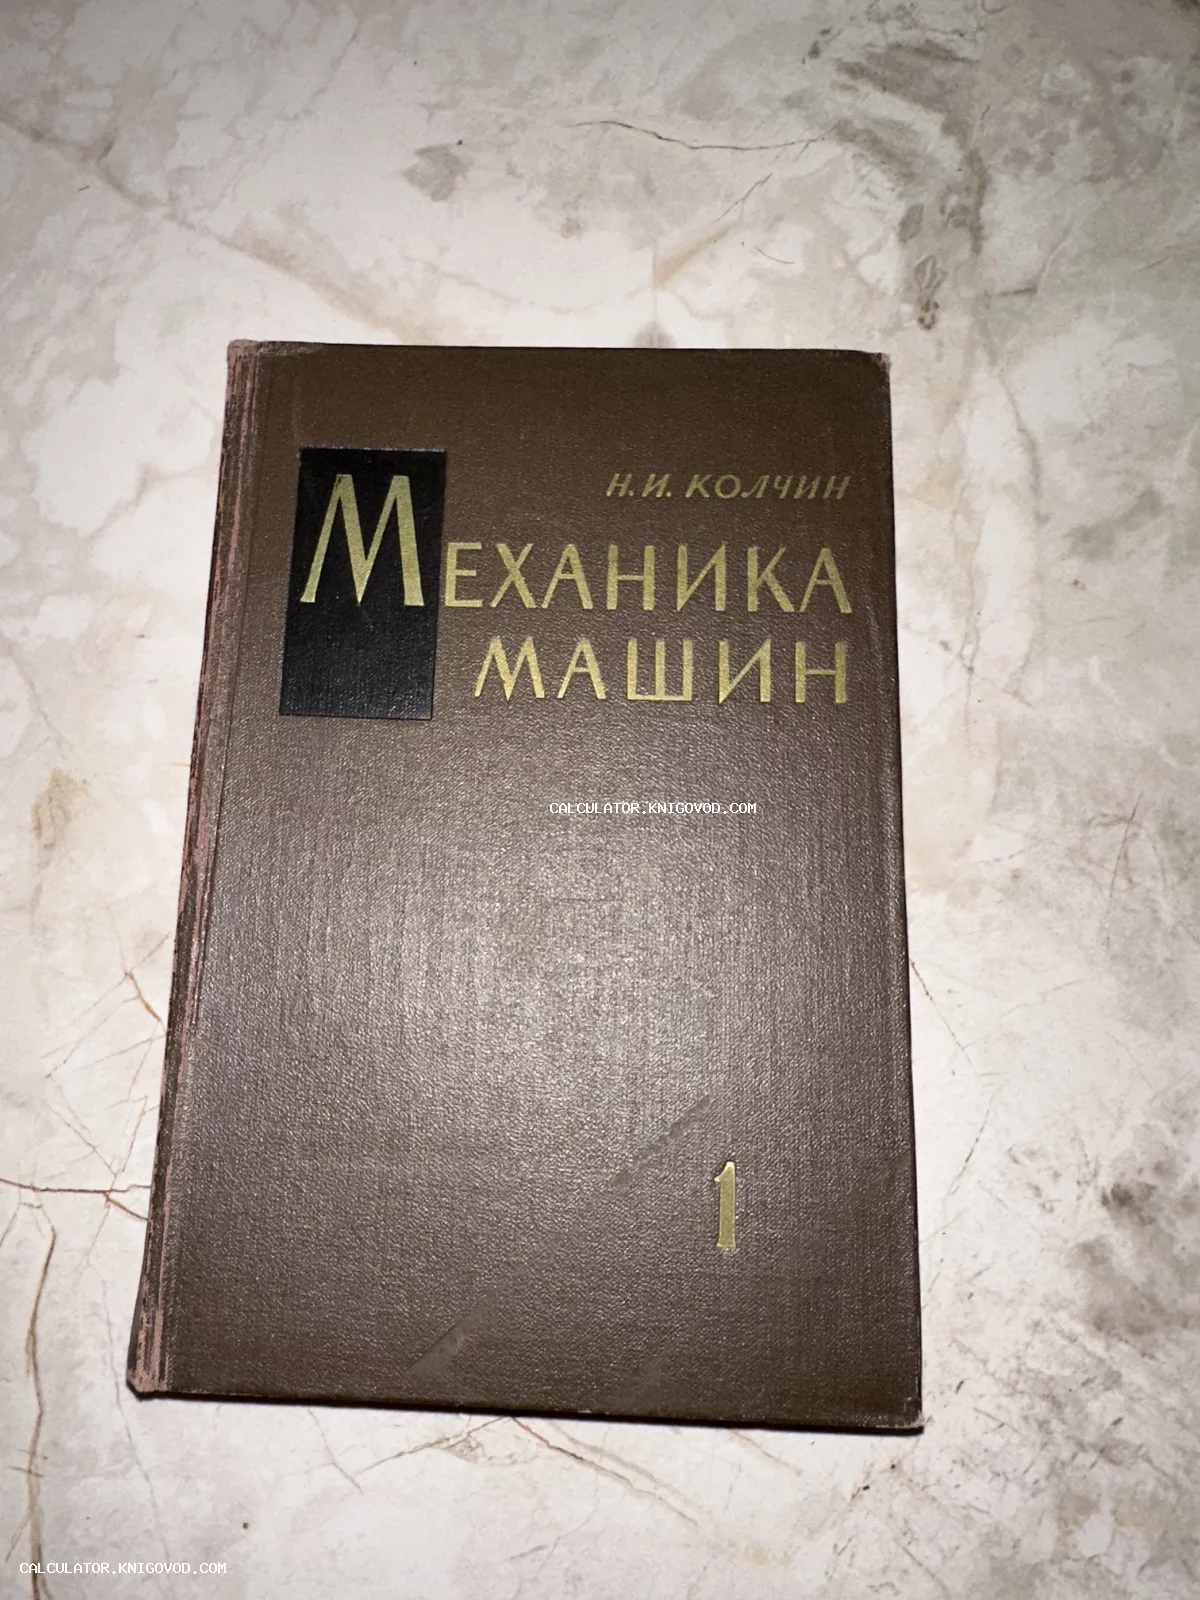 Н.И. КОЛЧИН
МЕХАНИКА
МАШИН
CALCULATOR.KNIGOVOD.COM
1
CALCULATOR.KNIGOVOD.COM